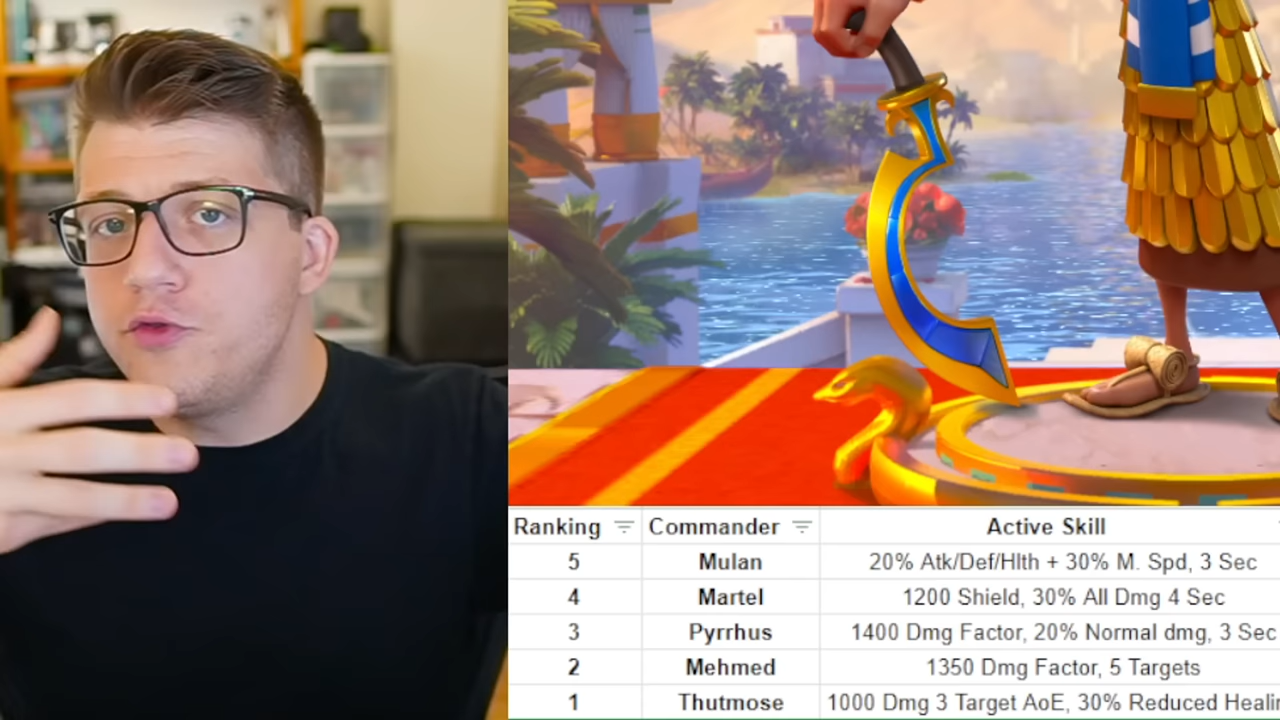 Ranking Commander Active Skill
5 Mulan 20% Atk/Def/Hlth + 30% M. Spd, 3 Sec
4 Martel 1200 Shield, 30% All Dmg 4 Sec
3 Pyrrhus 1400 Dmg Factor, 20% Normal dmg, 3 Sec
2 Mehmed 1350 Dmg Factor, 5 Targets
1 Thutmose 1000 Dmg 3 Target AoE, 30% Reduced Healin